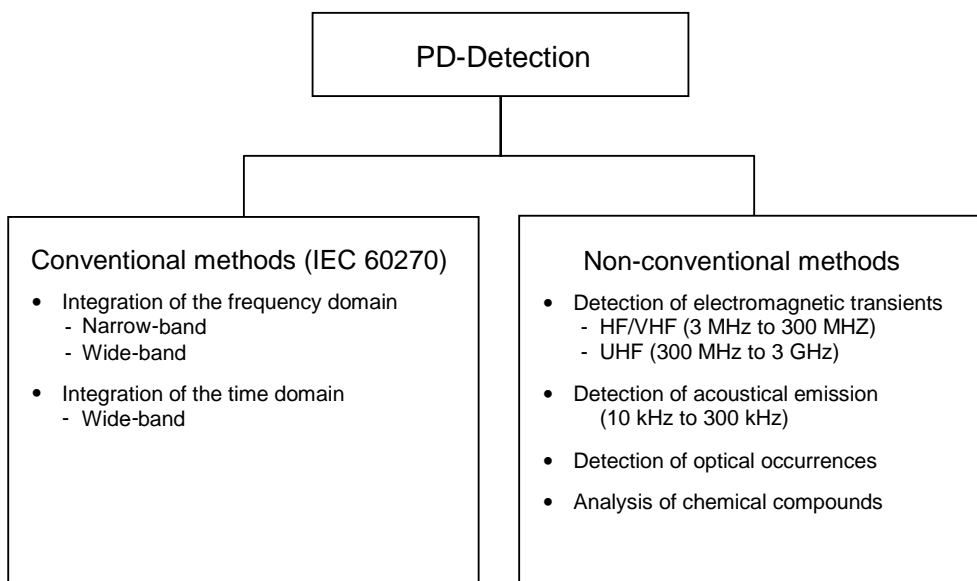 PD-Detection
Conventional methods (IEC 60270)
• Integration of the frequency domain
- Narrow-band
- Wide-band
• Integration of the time domain
- Wide-band
Non-conventional methods
• Detection of electromagnetic transients
- HF/VHF (3 MHz to 300 MHZ)
- UHF (300 MHz to 3 GHz)
• Detection of acoustical emission
(10 kHz to 300 kHz)
• Detection of optical occurrences
• Analysis of chemical compounds